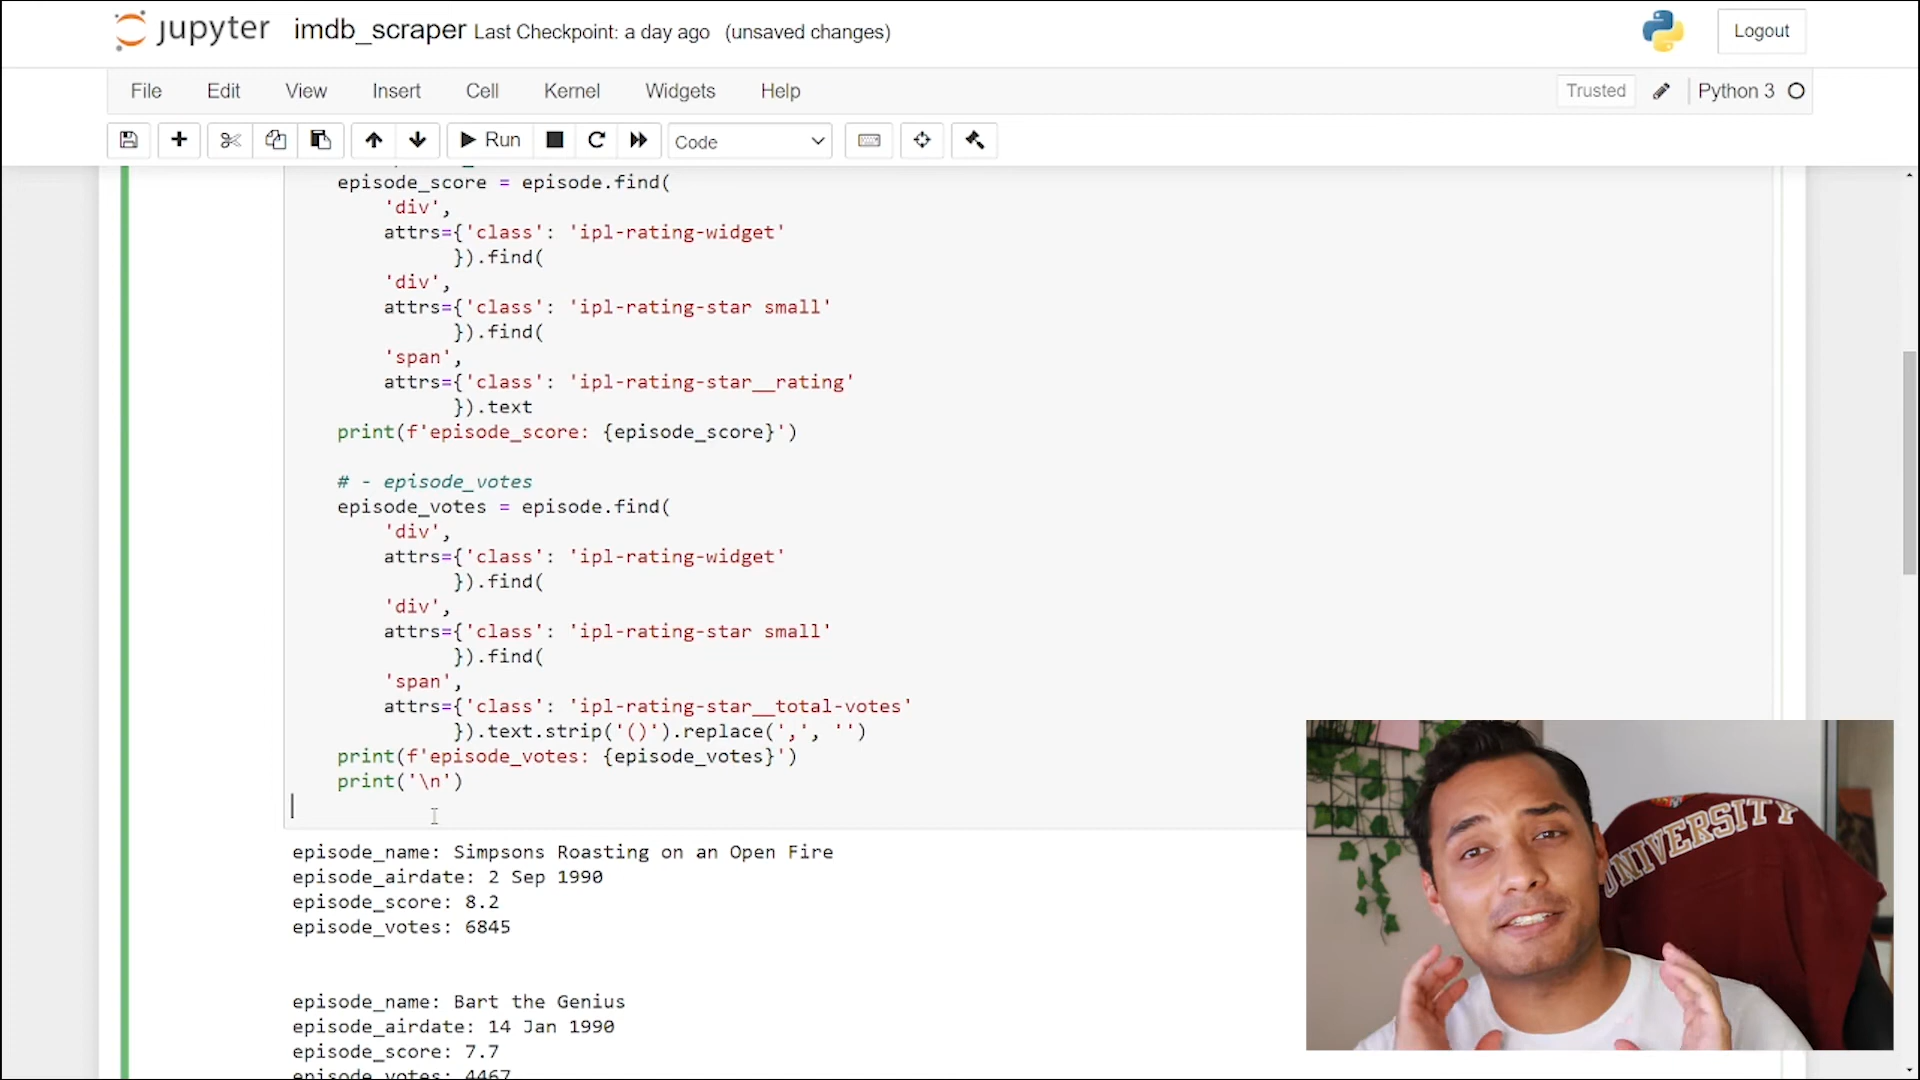 jupyter imdb_scraper Last Checkpoint: a day ago (unsaved changes) Logout
File Edit View Insert Cell Kernel Widgets Help Trusted Python 3
Run Code
episode_score = episode.find(
'div',
attrs={'class': 'ipl-rating-widget'
}).find(
'div',
attrs={'class': 'ipl-rating-star small'
}).find(
'span',
attrs={'class': 'ipl-rating-star__rating'
}).text
print(f'episode_score: {episode_score}')
# - episode_votes
episode_votes = episode.find(
'div',
attrs={'class': 'ipl-rating-widget'
}).find(
'div',
attrs={'class': 'ipl-rating-star small'
}).find(
'span',
attrs={'class': 'ipl-rating-star__total-votes'
}).text.strip('()').replace(',', '')
print(f'episode_votes: {episode_votes}')
print('\n')
episode_name: Simpsons Roasting on an Open Fire
episode_airdate: 2 Sep 1990
episode_score: 8.2
episode_votes: 6845
episode_name: Bart the Genius
episode_airdate: 14 Jan 1990
episode_score: 7.7
episode_votes: 4467
UNIVERSITY